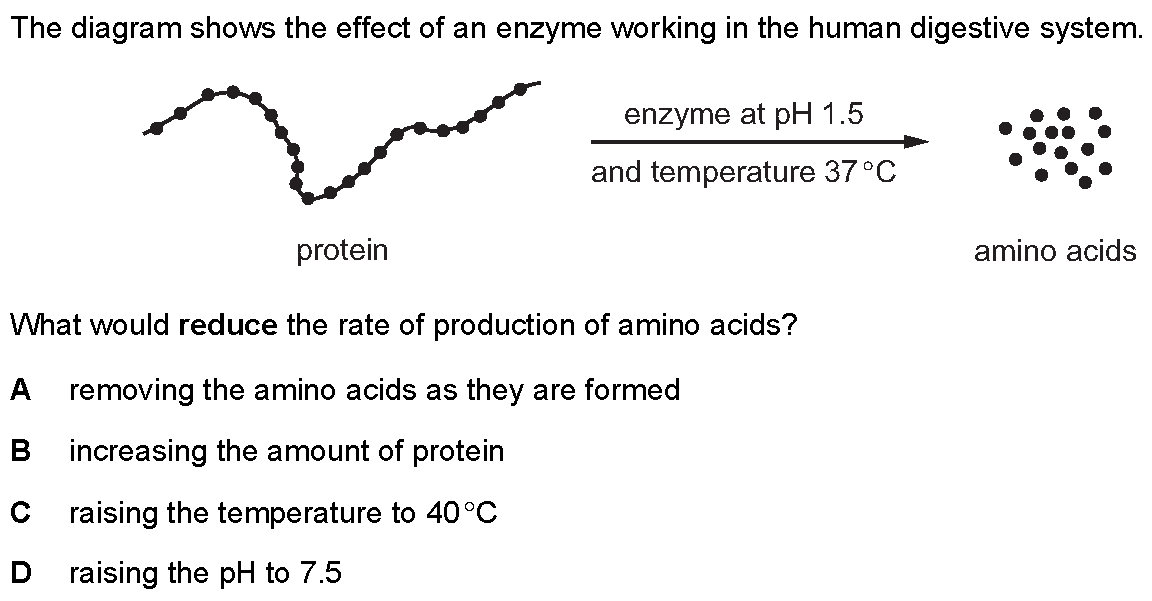 The diagram shows the effect of an enzyme working in the human digestive system.
enzyme at pH 1.5
and temperature 37 °C
protein
amino acids
What would reduce the rate of production of amino acids?
A removing the amino acids as they are formed
B increasing the amount of protein
C raising the temperature to 40 °C
D raising the pH to 7.5